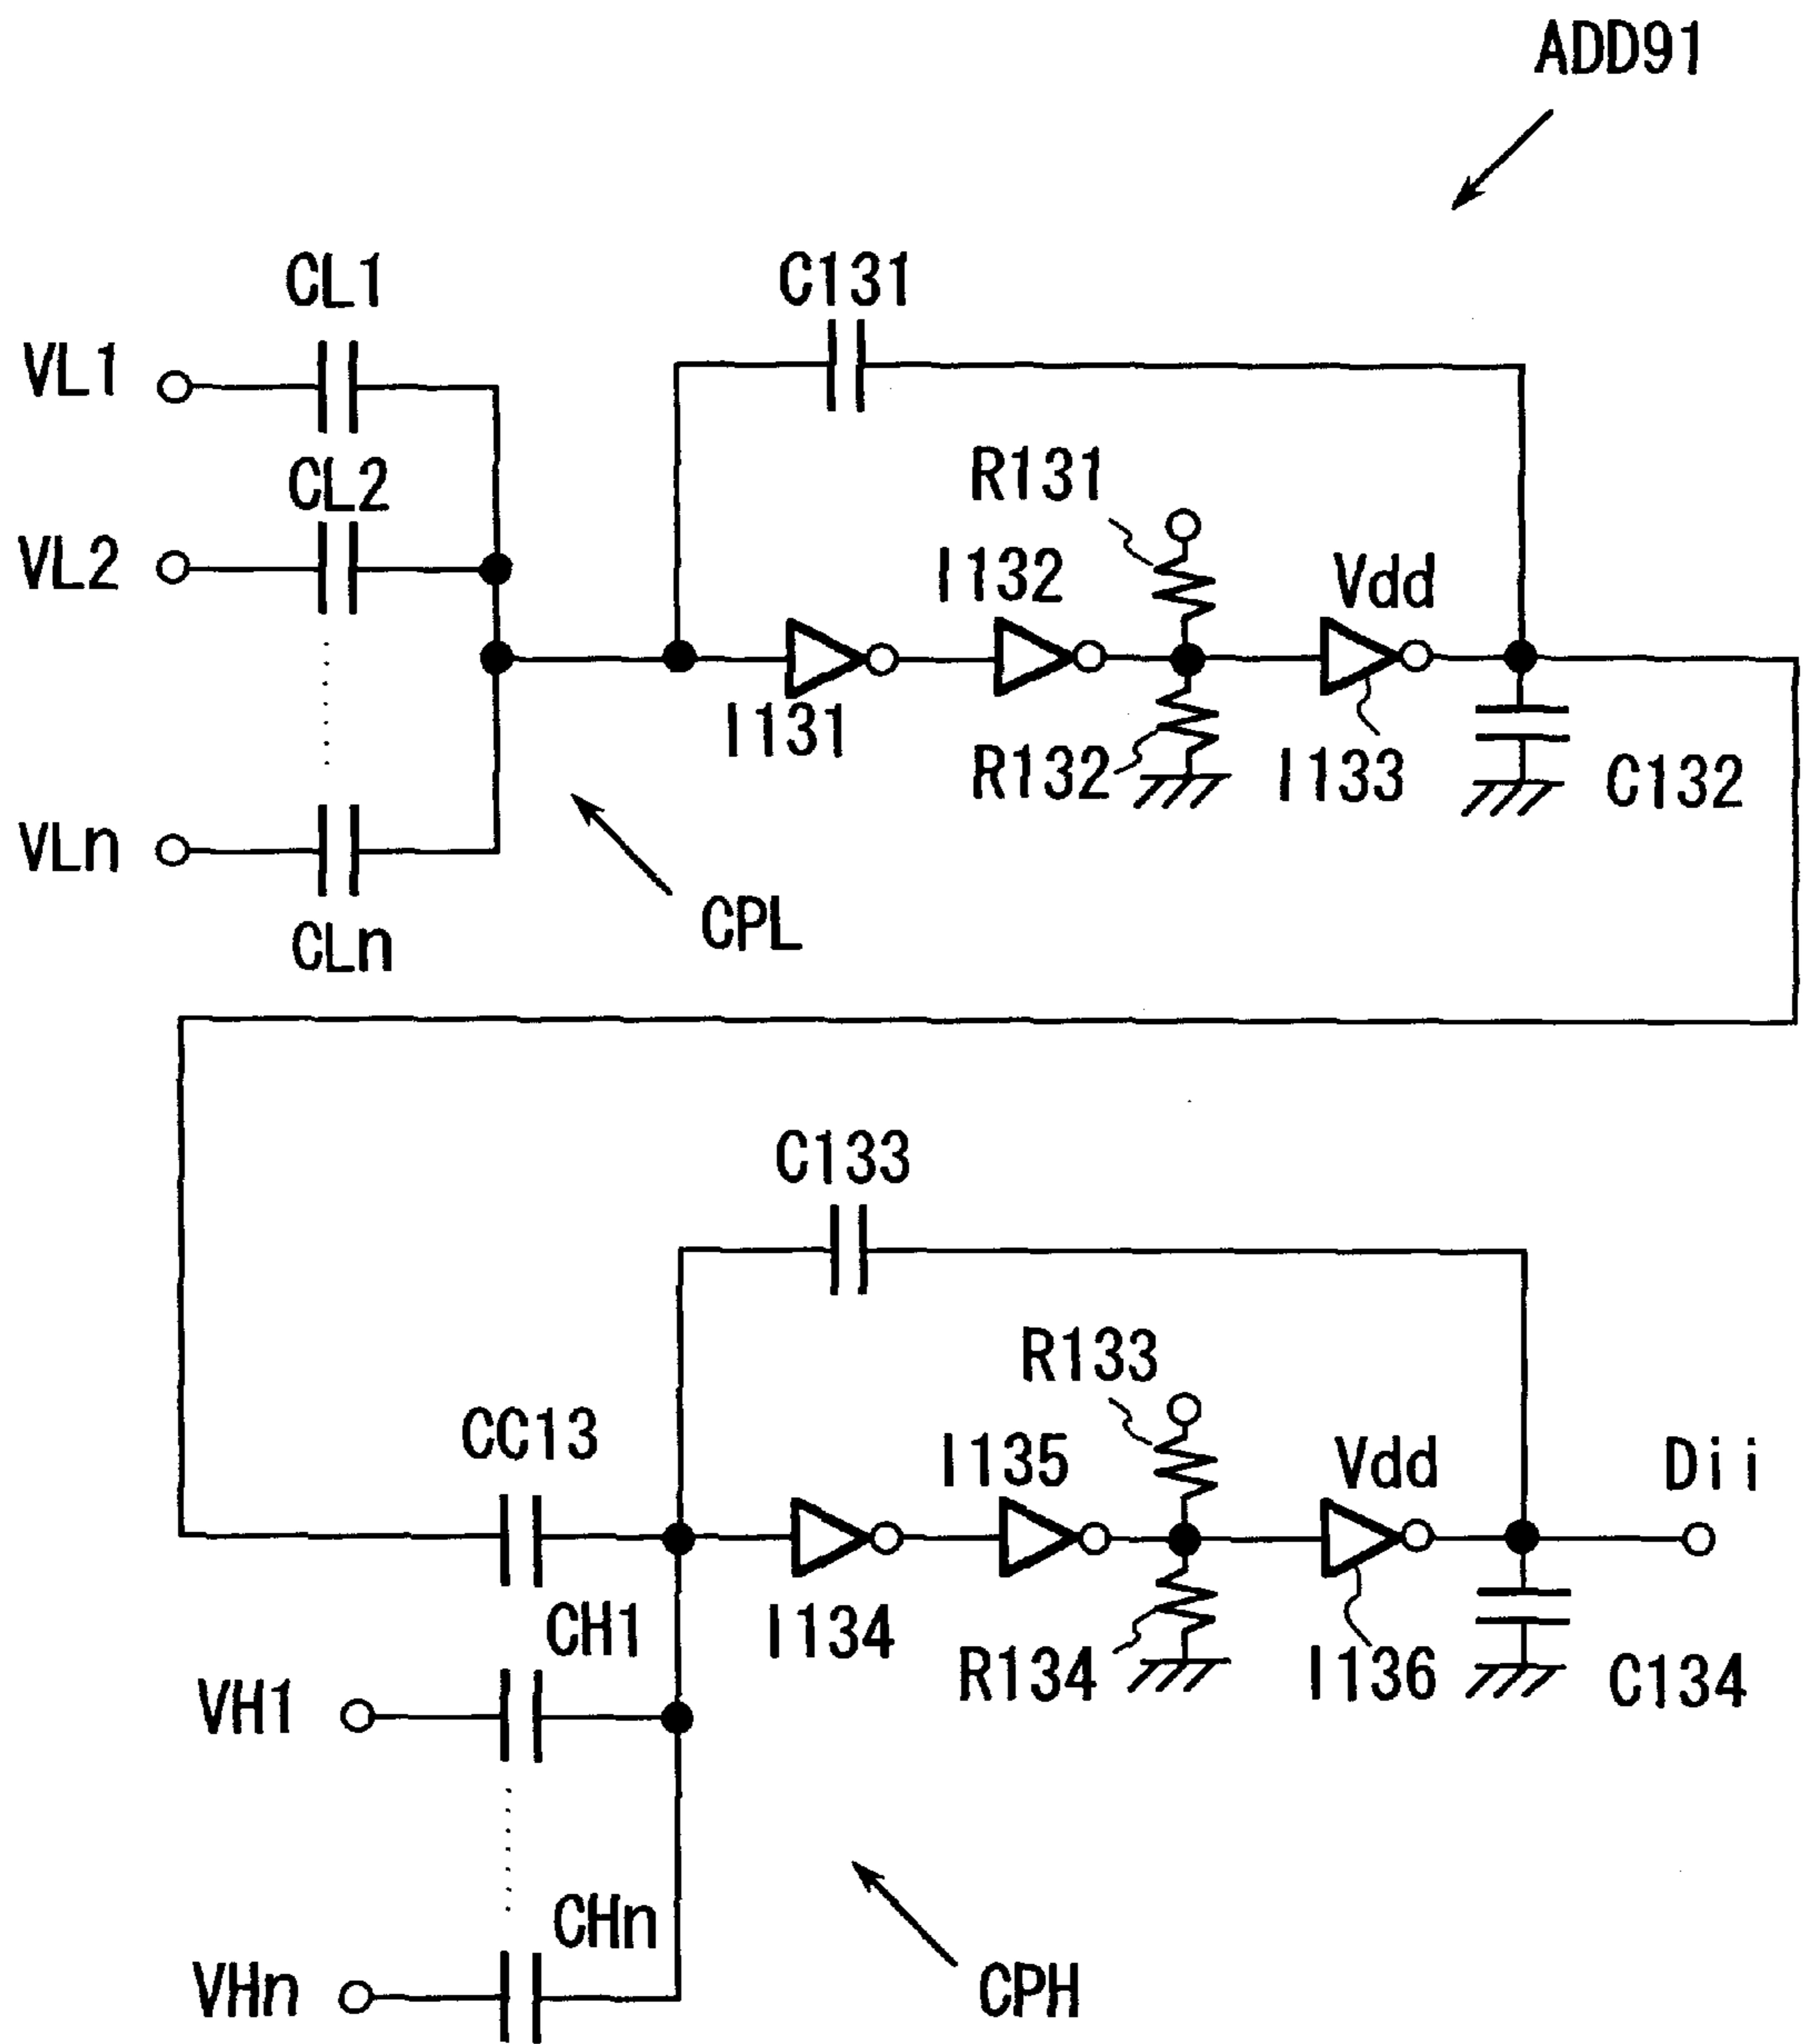 ADD91
CL1
C131
VL1
CL2
R131
VL2
I132
Vdd
I131
R132
I133
C132
VLn
CLn
CPL
C133
R133
CC13
I135
Vdd
Dii
CH1
I134
R134
I136
C134
VH1
CHn
VHn
CPH